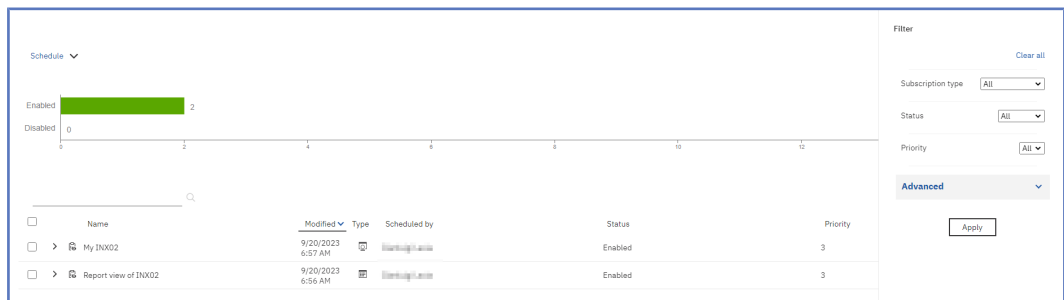 Filter
Clear all
Schedule
Subscription type All
Enabled 2
Disabled 0
Status All
0 2 4 6 8 10 12
Priority All
Advanced
Name Modified Type Scheduled by Status Priority
Apply
My INX02 9/20/2023 Enabled 3
6:57 AM
Report view of INX02 9/20/2023 Enabled 3
6:56 AM